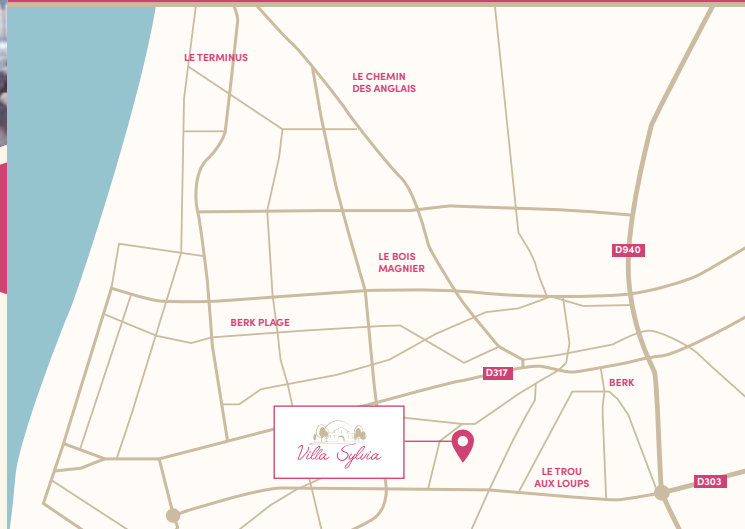 LE TERMINUS
LE CHEMIN
DES ANGLAIS
D940
LE BOIS
MAGNIER
BERK PLAGE
D317
BERK
Villa Sylvia
LE TROU
AUX LOUPS
D303